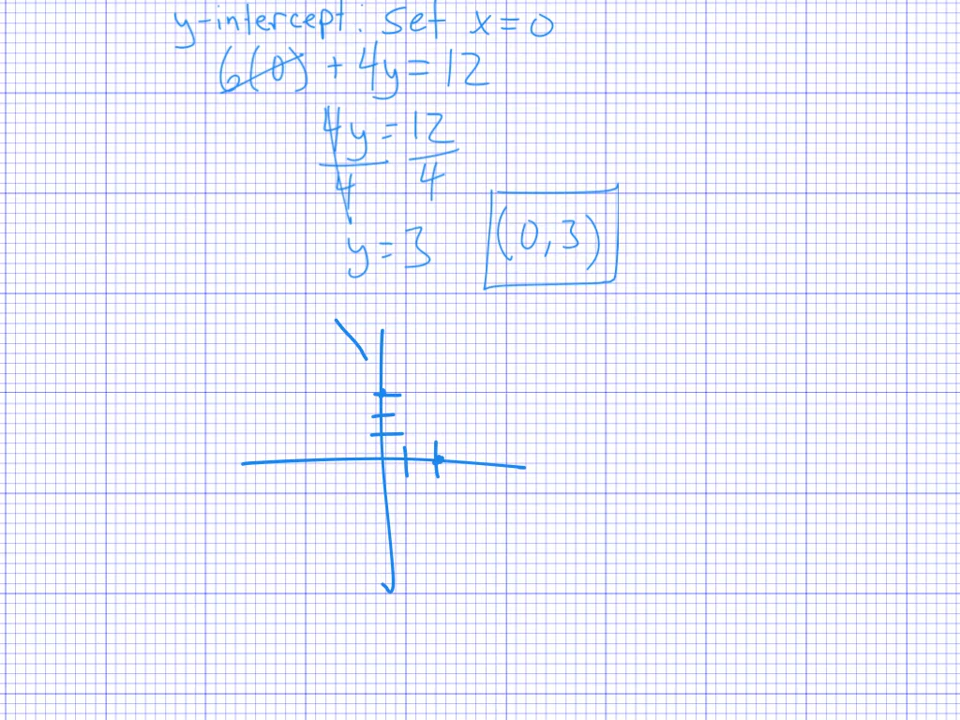 y-intercept: Set x=0
6(0) + 4y = 12
4y = 12
4 4
y = 3 (0,3)